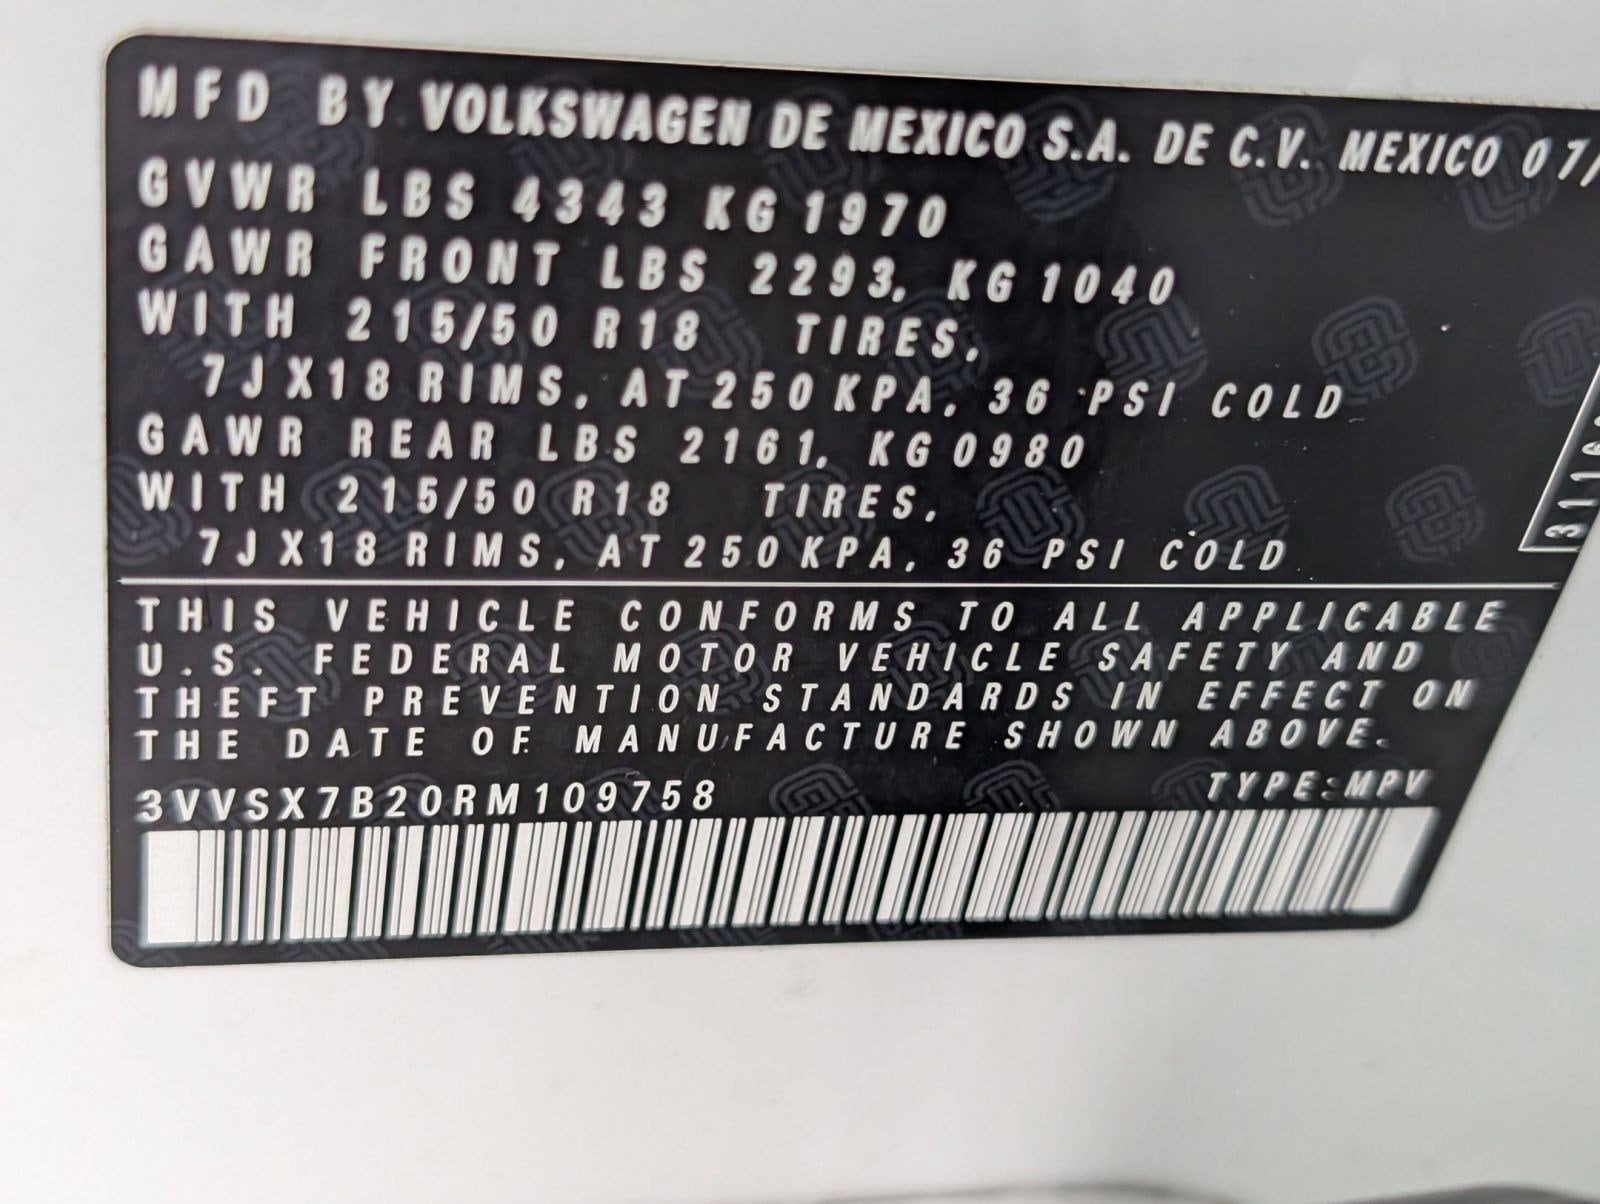 MFD BY VOLKSWAGEN DE MEXICO S.A. DE C.V. MEXICO 07/
GVWR LBS 4343 KG 1970
GAWR FRONT LBS 2293, KG 1040
WITH 215/50 R18 TIRES,
7JX18 RIMS, AT 250 KPA, 36 PSI COLD
GAWR REAR LBS 2161, KG 0980
WITH 215/50 R18 TIRES,
7JX18 RIMS, AT 250 KPA, 36 PSI COLD
THIS VEHICLE CONFORMS TO ALL APPLICABLE
U.S. FEDERAL MOTOR VEHICLE SAFETY AND
THEFT PREVENTION STANDARDS IN EFFECT ON
THE DATE OF MANUFACTURE SHOWN ABOVE.
3VVSX7B20RM109758 TYPE:MPV